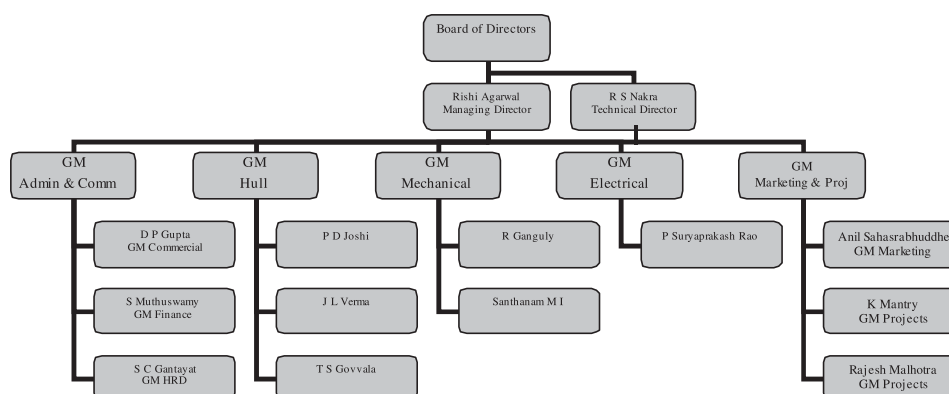 Board of Directors
Rishi Agarwal
Managing Director
R S Nakra
Technical Director
GM
Admin & Comm
GM
Hull
GM
Mechanical
GM
Electrical
GM
Marketing & Proj
D P Gupta
GM Commercial
P D Joshi
R Ganguly
P Suryaprakash Rao
Anil Sahasrabhuddhe
GM Marketing
S Muthuswamy
GM Finance
J L Verma
Santhanam M I
K Mantry
GM Projects
S C Gantayat
GM HRD
T S Govvala
Rajesh Malhotra
GM Projects